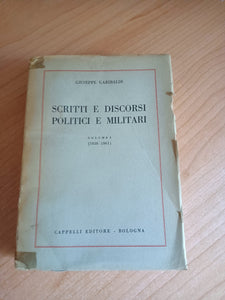 GIUSEPPE GARIBALDI
SCRITTI E DISCORSI
POLITICI E MILITARI
VOLUME I
(1838-1861)
CAPPELLI EDITORE - BOLOGNA